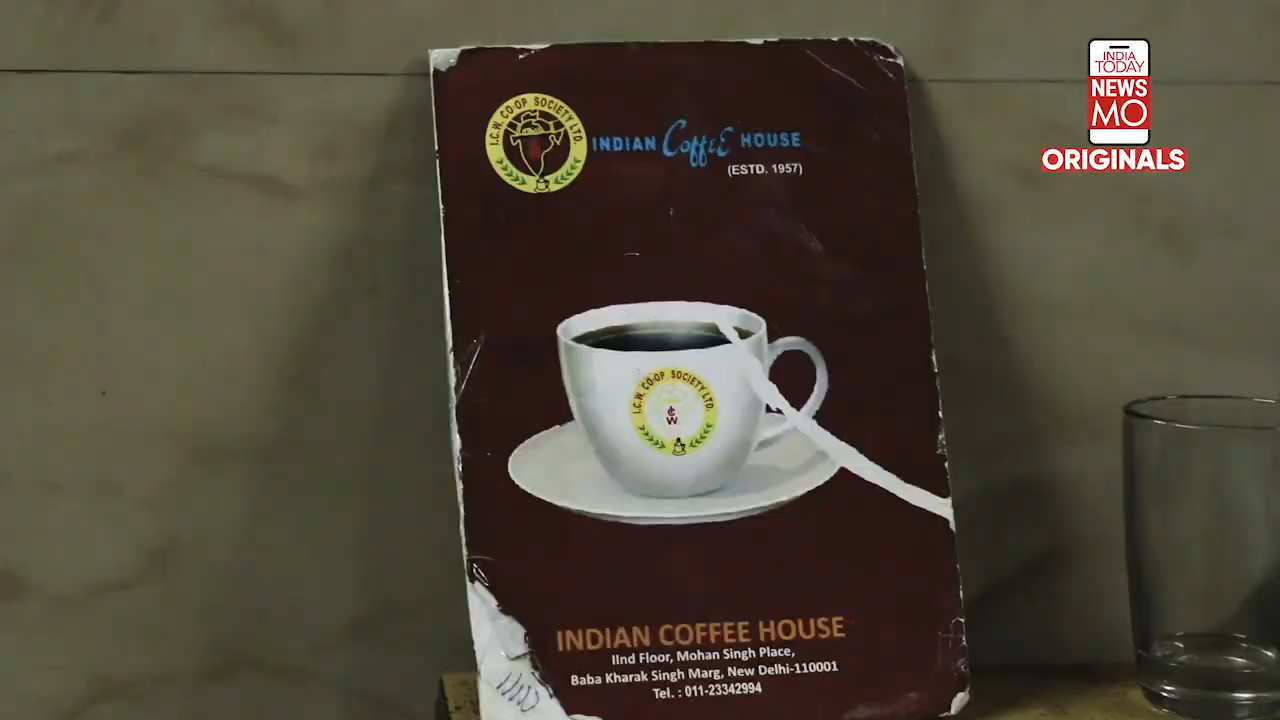 INDIA
TODAY
NEWS
MO
ORIGINALS
I.C.W. CO-OP. SOCIETY LTD.
INDIAN CoffeE HOUSE
(ESTD. 1957)
I.C.W. CO-OP. SOCIETY LTD.
INDIAN COFFEE HOUSE
IInd Floor, Mohan Singh Place,
Baba Kharak Singh Marg, New Delhi-110001
Tel. : 011-23342994